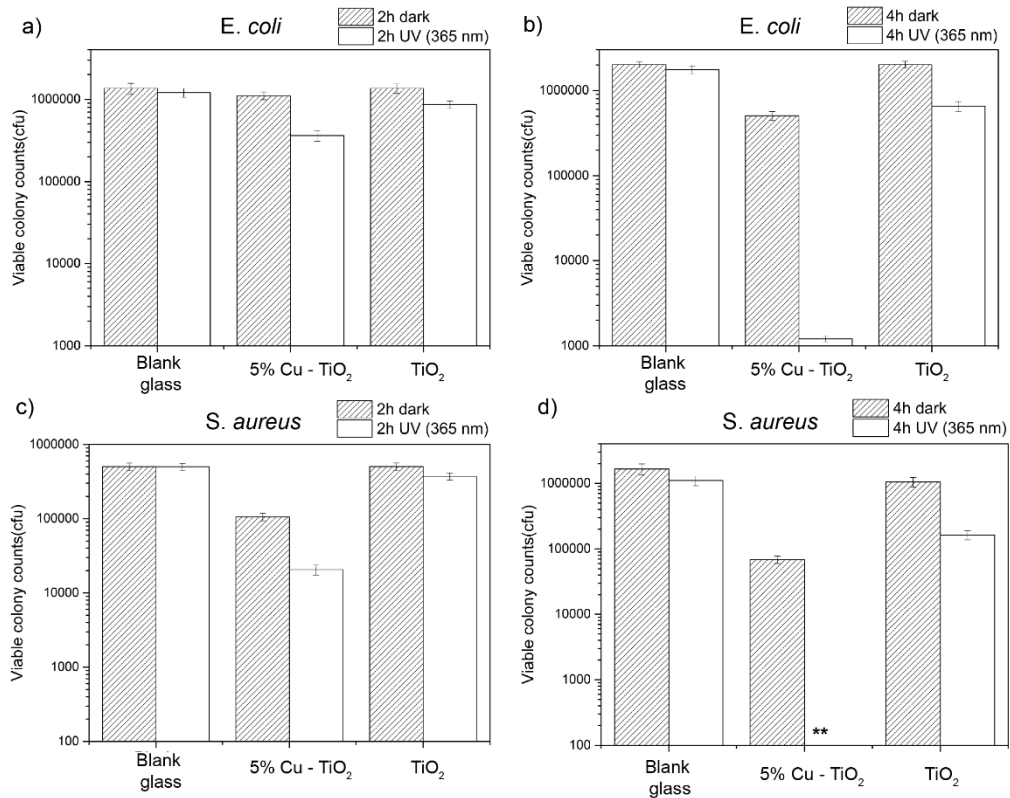 a) E. coli
2h dark
2h UV (365 nm)
Viable colony counts(cfu)
1000000
100000
10000
1000
Blank glass
5% Cu - TiO₂
TiO₂
b) E. coli
4h dark
4h UV (365 nm)
Viable colony counts(cfu)
1000000
100000
10000
1000
Blank glass
5% Cu - TiO₂
TiO₂
c) S. aureus
2h dark
2h UV (365 nm)
Viable colony counts(cfu)
1000000
100000
10000
1000
100
Blank glass
5% Cu - TiO₂
TiO₂
d) S. aureus
4h dark
4h UV (365 nm)
Viable colony counts(cfu)
1000000
100000
10000
1000
100
**
Blank glass
5% Cu - TiO₂
TiO₂